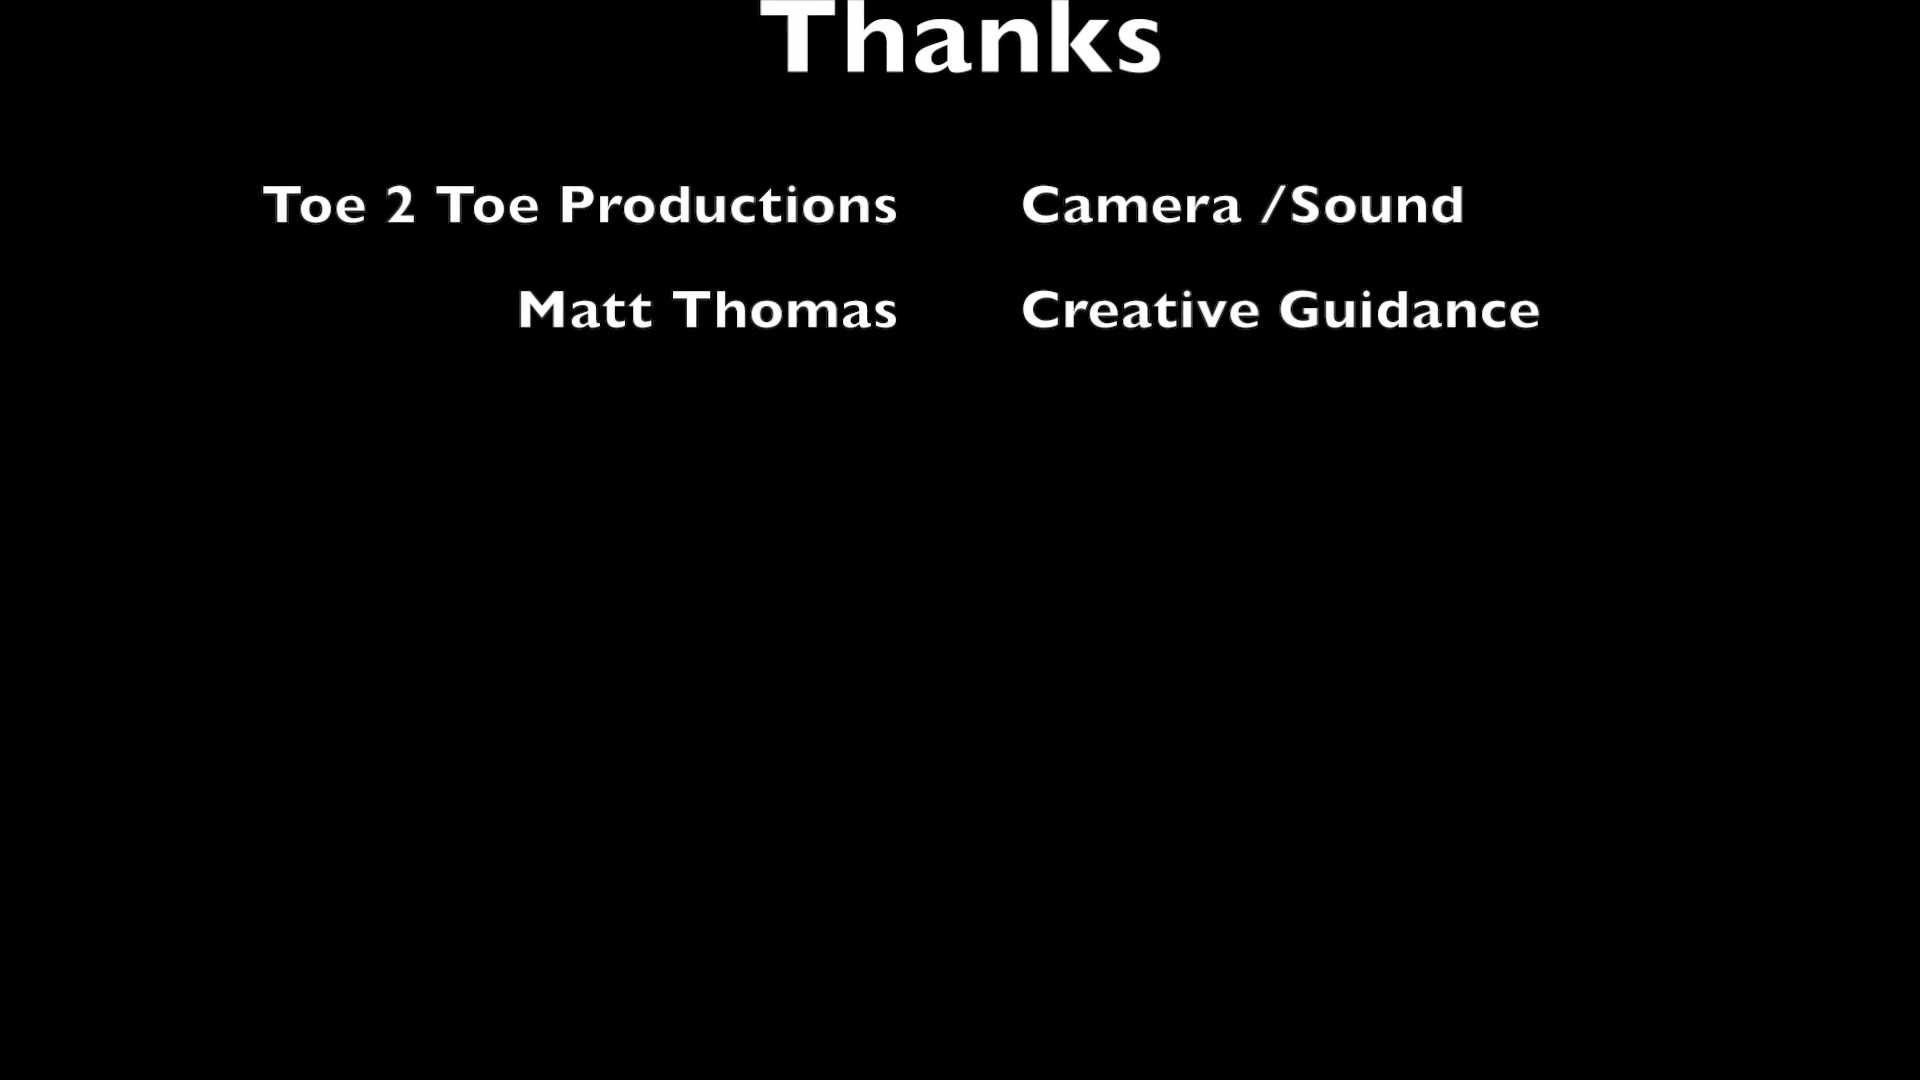 Thanks
Toe 2 Toe Productions Camera /Sound
Matt Thomas Creative Guidance